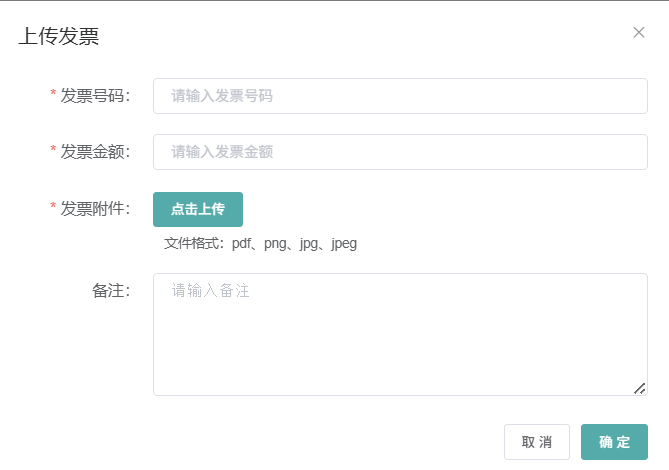 上传发票
* 发票号码： 请输入发票号码
* 发票金额： 请输入发票金额
* 发票附件： 点击上传
文件格式：pdf、png、jpg、jpeg
备注： 请输入备注
取 消 确 定